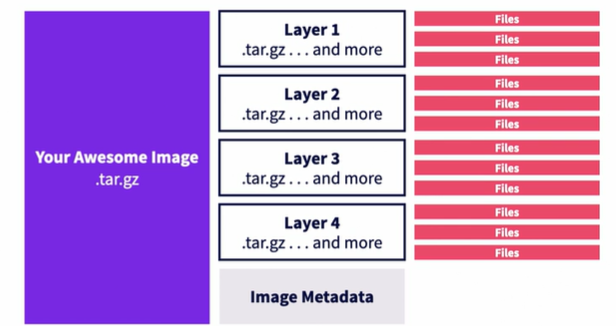 Your Awesome Image
.tar.gz
Layer 1
.tar.gz . . . and more
Files
Files
Files
Layer 2
.tar.gz . . . and more
Files
Files
Files
Layer 3
.tar.gz . . . and more
Files
Files
Files
Layer 4
.tar.gz . . . and more
Files
Files
Files
Image Metadata